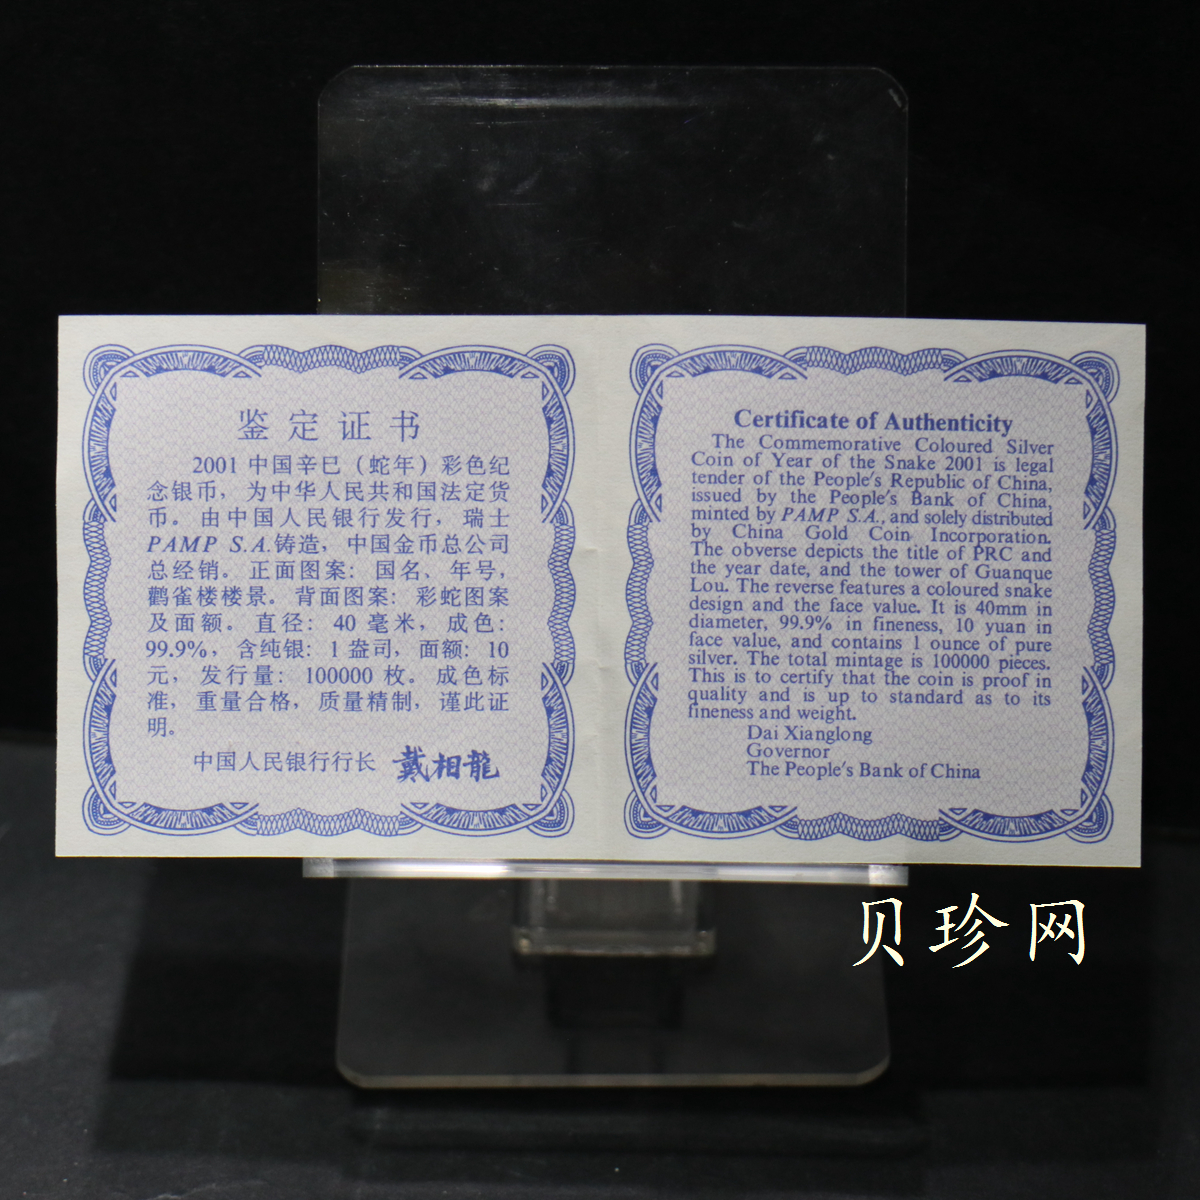 鉴定证书
2001中国辛巳（蛇年）彩色纪
念银币，为中华人民共和国法定货
币。由中国人民银行发行，瑞士
PAMP S.A.铸造，中国金币总公司
总经销。正面图案：国名、年号，
鹳雀楼楼景。背面图案：彩蛇图案
及面额。直径：40毫米，成色：
99.9%，含纯银：1盎司，面额：10
元，发行量：100000枚。成色标
准，重量合格，质量精制，谨此证
明。
中国人民银行行长 戴相龍
Certificate of Authenticity
The Commemorative Coloured Silver
Coin of Year of the Snake 2001 is legal
tender of the People's Republic of China,
issued by the People's Bank of China,
minted by PAMP S.A., and solely distributed
by China Gold Coin Incorporation.
The obverse depicts the title of PRC and
the year date, and the tower of Guanque
Lou. The reverse features a coloured snake
design and the face value. It is 40mm in
diameter, 99.9% in fineness, 10 yuan in
face value, and contains 1 ounce of pure
silver. The total mintage is 100000 pieces.
This is to certify that the coin is proof in
quality and is up to standard as to its
fineness and weight.
Dai Xianglong
Governor
The People's Bank of China
贝珍网